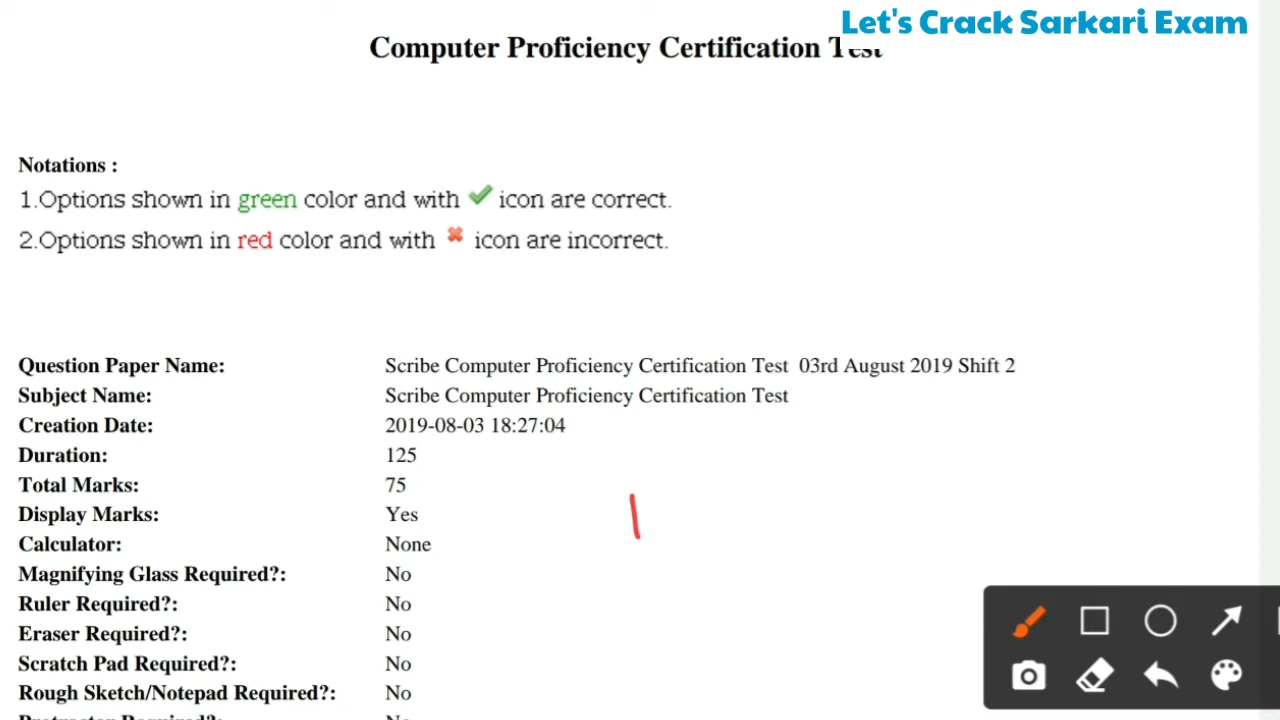 Let's Crack Sarkari Exam
Computer Proficiency Certification Test
Notations :
1.Options shown in green color and with icon are correct.
2.Options shown in red color and with icon are incorrect.
Question Paper Name: Scribe Computer Proficiency Certification Test 03rd August 2019 Shift 2
Subject Name: Scribe Computer Proficiency Certification Test
Creation Date: 2019-08-03 18:27:04
Duration: 125
Total Marks: 75
Display Marks: Yes
Calculator: None
Magnifying Glass Required?: No
Ruler Required?: No
Eraser Required?: No
Scratch Pad Required?: No
Rough Sketch/Notepad Required?: No